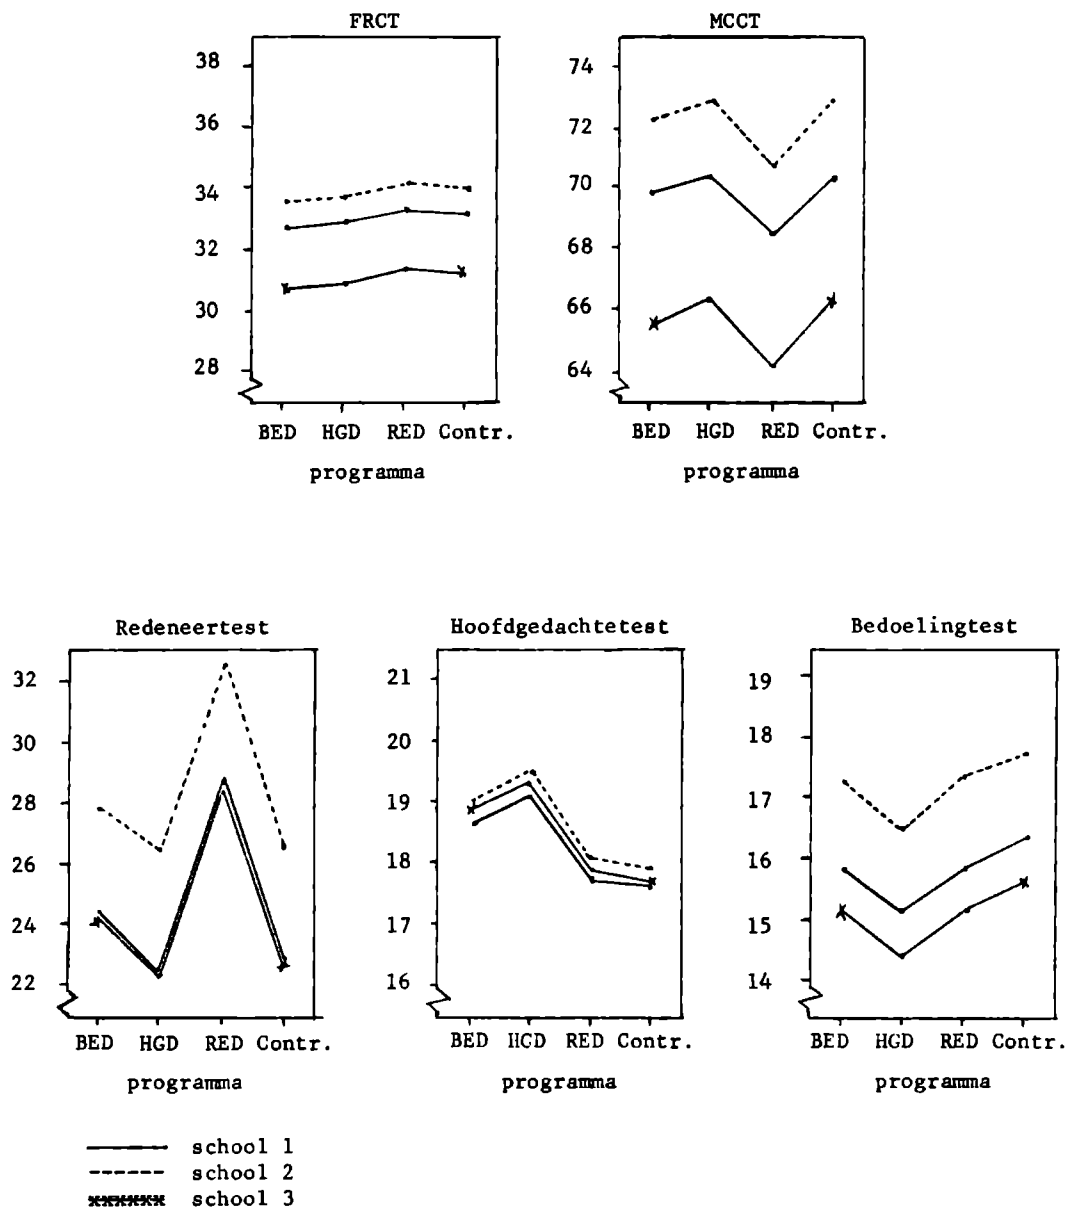 FRCT
38
36
34
32
30
28
BED HGD RED Contr.
programma
MCCT
74
72
70
68
66
64
BED HGD RED Contr.
programma
Redeneertest
32
30
28
26
24
22
BED HGD RED Contr.
programma
Hoofdgedachtetest
21
20
19
18
17
16
BED HGD RED Contr.
programma
Bedoelingtest
19
18
17
16
15
14
BED HGD RED Contr.
programma
school 1
school 2
school 3